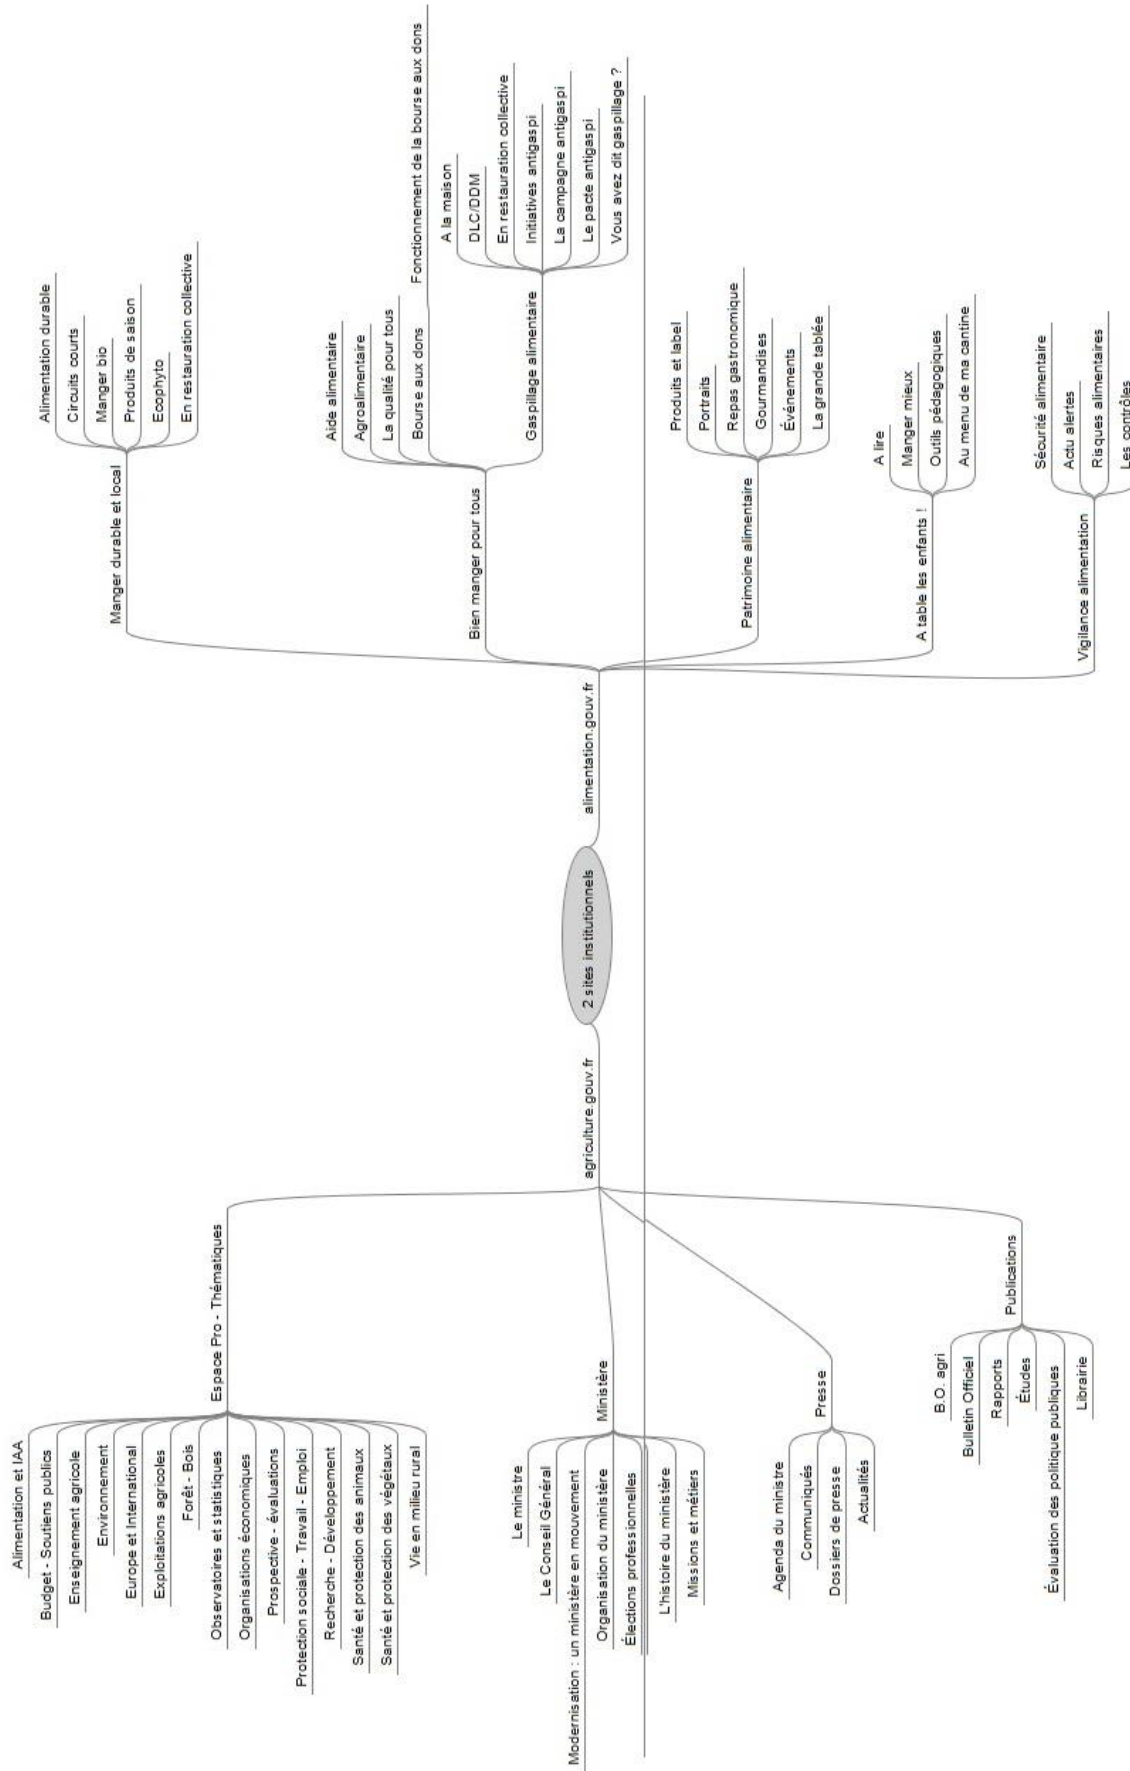 2 sites institutionnels
agriculture.gouv.fr
Espace Pro - Thématiques
Alimentation et IAA
Budget - Soutiens publics
Enseignement agricole
Environnement
Europe et International
Exploitations agricoles
Forêt - Bois
Observatoires et statistiques
Organisations économiques
Prospective - évaluations
Protection sociale - Travail - Emploi
Recherche - Développement
Santé et protection des animaux
Santé et protection des végétaux
Vie en milieu rural
Ministère
Le ministre
Le Conseil Général
Modernisation : un ministère en mouvement
Organisation du ministère
Élections professionnelles
L'histoire du ministère
Missions et métiers
Presse
Agenda du ministre
Communiqués
Dossiers de presse
Actualités
Publications
B.O. agri
Bulletin Officiel
Rapports
Études
Évaluation des politique publiques
Librairie
alimentation.gouv.fr
Manger durable et local
Alimentation durable
Circuits courts
Manger bio
Produits de saison
Ecophyto
En restauration collective
Bien manger pour tous
Aide alimentaire
Agroalimentaire
La qualité pour tous
Bourse aux dons
Fonctionnement de la bourse aux dons
Gaspillage alimentaire
A la maison
DLC/DDM
En restauration collective
Initiatives antigaspi
La campagne antigaspi
Le pacte antigaspi
Vous avez dit gaspillage ?
Patrimoine alimentaire
Produits et label
Portraits
Repas gastronomique
Gourmandises
Événements
La grande tablée
A table les enfants !
A lire
Manger mieux
Outils pédagogiques
Au menu de ma cantine
Vigilance alimentation
Sécurité alimentaire
Actu alertes
Risques alimentaires
Les contrôles